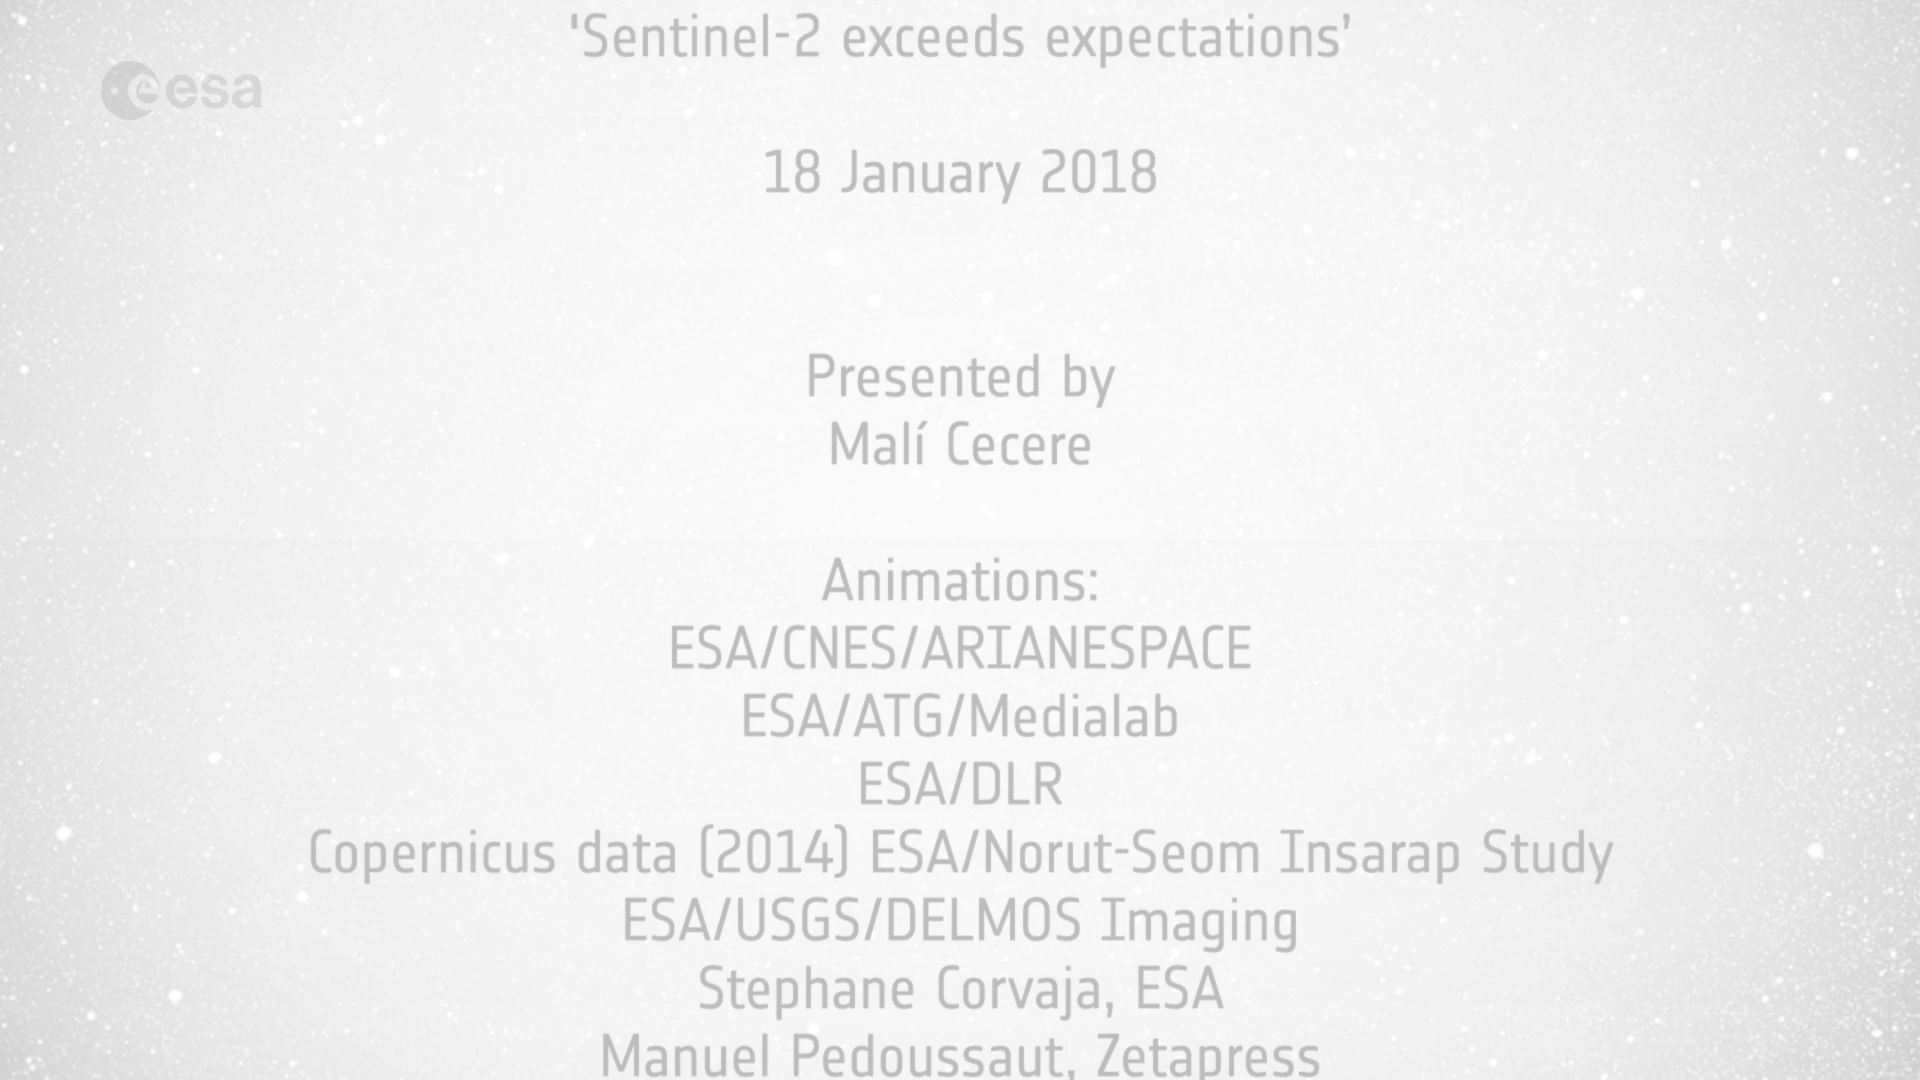 'Sentinel-2 exceeds expectations’
esa
18 January 2018
Presented by
Malí Cecere
Animations:
ESA/CNES/ARIANESPACE
ESA/ATG/Medialab
ESA/DLR
Copernicus data (2014) ESA/Norut-Seom Insarap Study
ESA/USGS/DELMOS Imaging
Stephane Corvaja, ESA
Manuel Pedoussaut, Zetapress